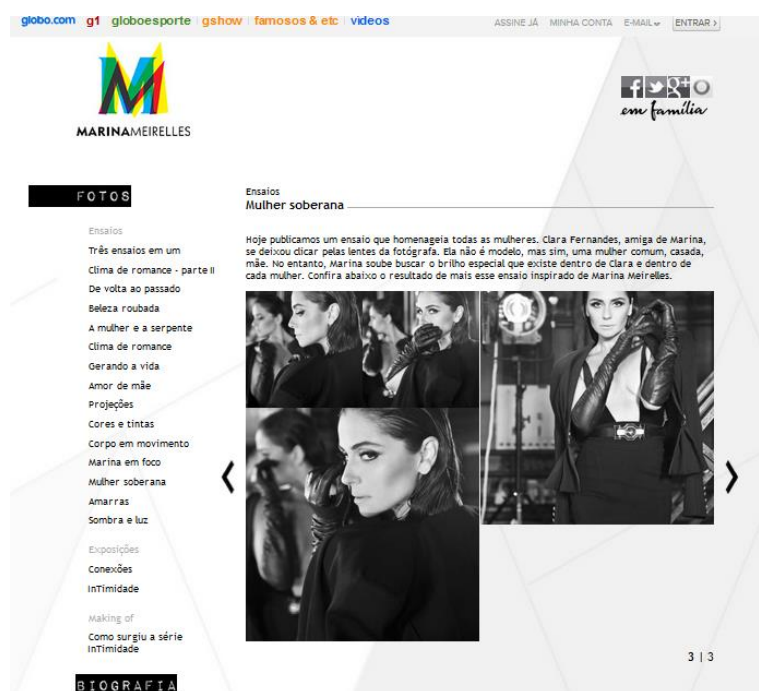 globo.com g1 globoesporte gshow famosos & etc vídeos ASSINE JÁ MINHA CONTA E-MAIL ENTRAR ›
MARINAMEIRELLES
em família
FOTOS
Ensaios
Três ensaios em um
Clima de romance - parte II
De volta ao passado
Beleza roubada
A mulher e a serpente
Clima de romance
Gerando a vida
Amor de mãe
Projeções
Cores e tintas
Corpo em movimento
Marina em foco
Mulher soberana
Amarras
Sombra e luz
Exposições
Conexões
InTimidade
Making of
Como surgiu a série
InTimidade
BIOGRAFIA
Ensaios
Mulher soberana
Hoje publicamos um ensaio que homenageia todas as mulheres. Clara Fernandes, amiga de Marina,
se deixou clicar pelas lentes da fotógrafa. Ela não é modelo, mas sim, uma mulher comum, casada,
mãe. No entanto, Marina soube buscar o brilho especial que existe dentro de Clara e dentro de
cada mulher. Confira abaixo o resultado de mais esse ensaio inspirado de Marina Meirelles.
3 | 3